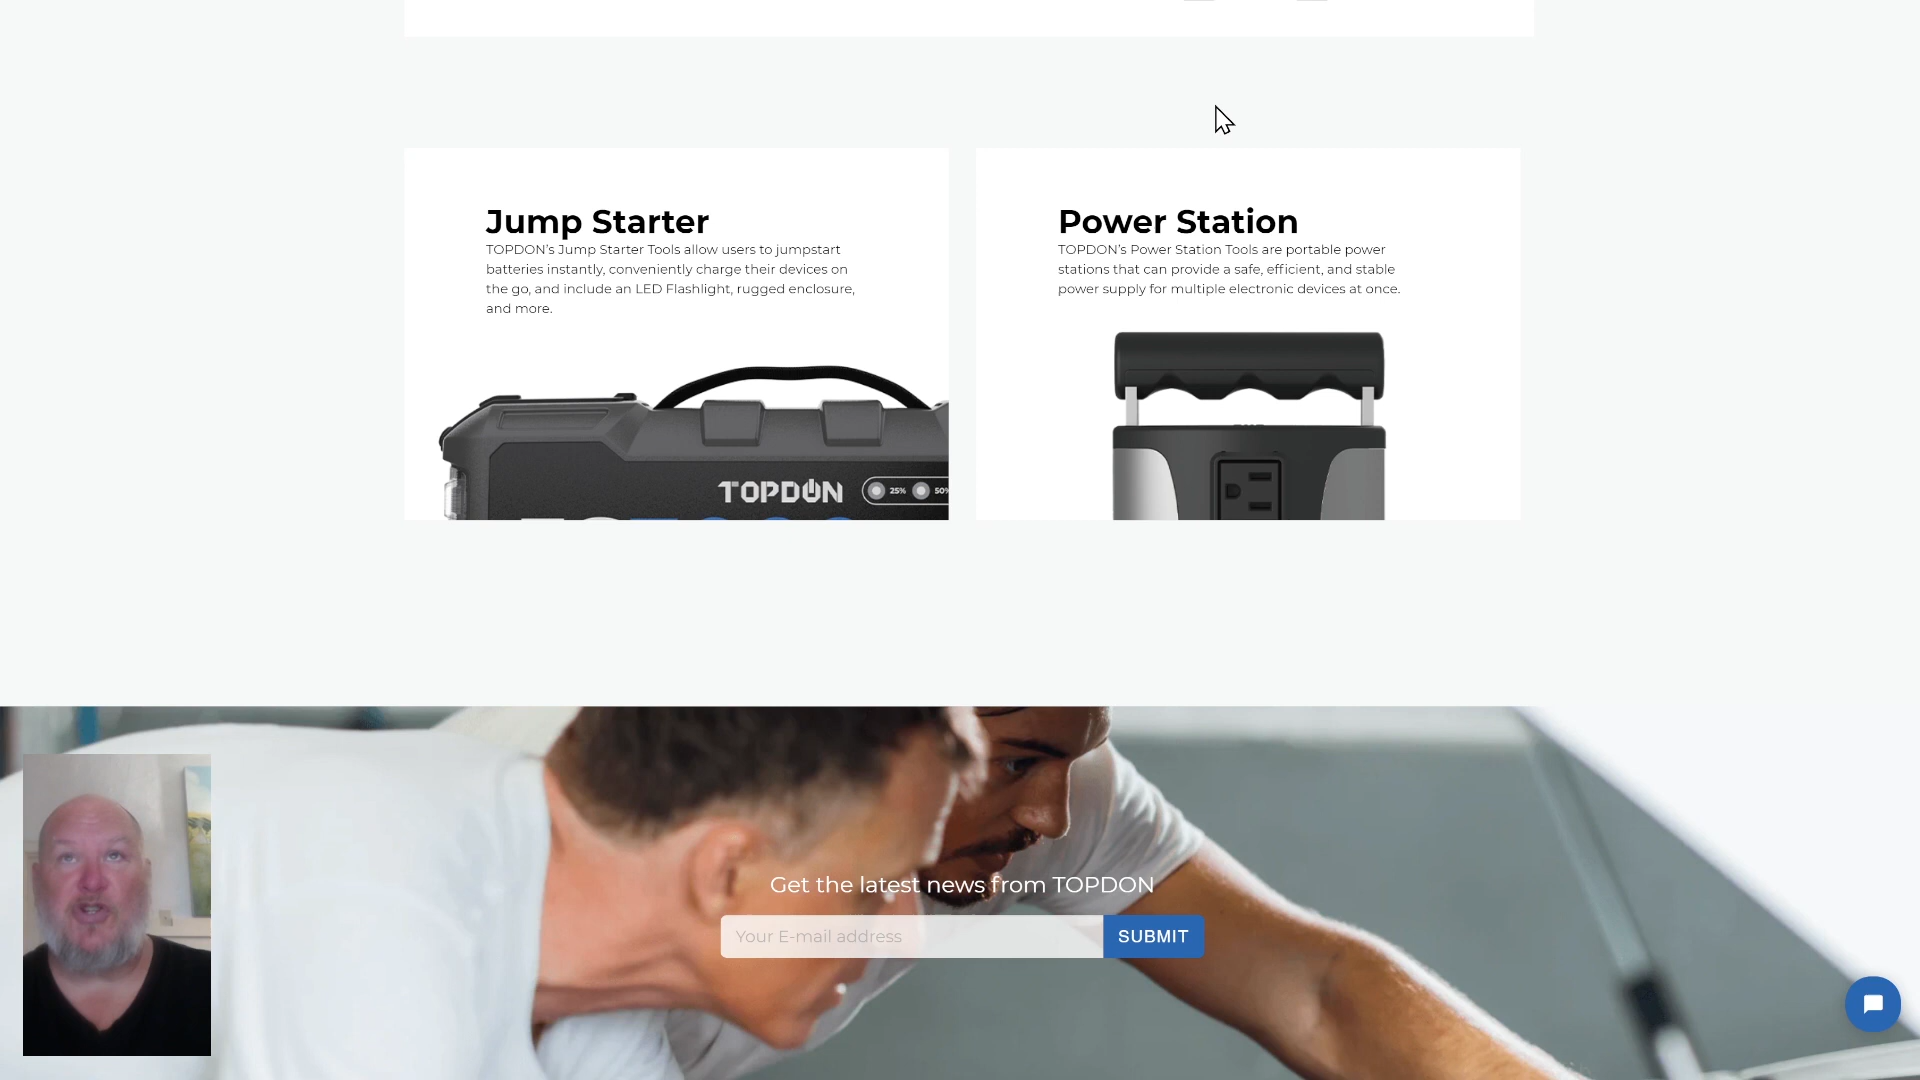 Jump Starter
TOPDON's Jump Starter Tools allow users to jumpstart
batteries instantly, conveniently charge their devices on
the go, and include an LED Flashlight, rugged enclosure,
and more.
TOPDON
25% 50%
Power Station
TOPDON's Power Station Tools are portable power
stations that can provide a safe, efficient, and stable
power supply for multiple electronic devices at once.
Get the latest news from TOPDON
Your E-mail address
SUBMIT